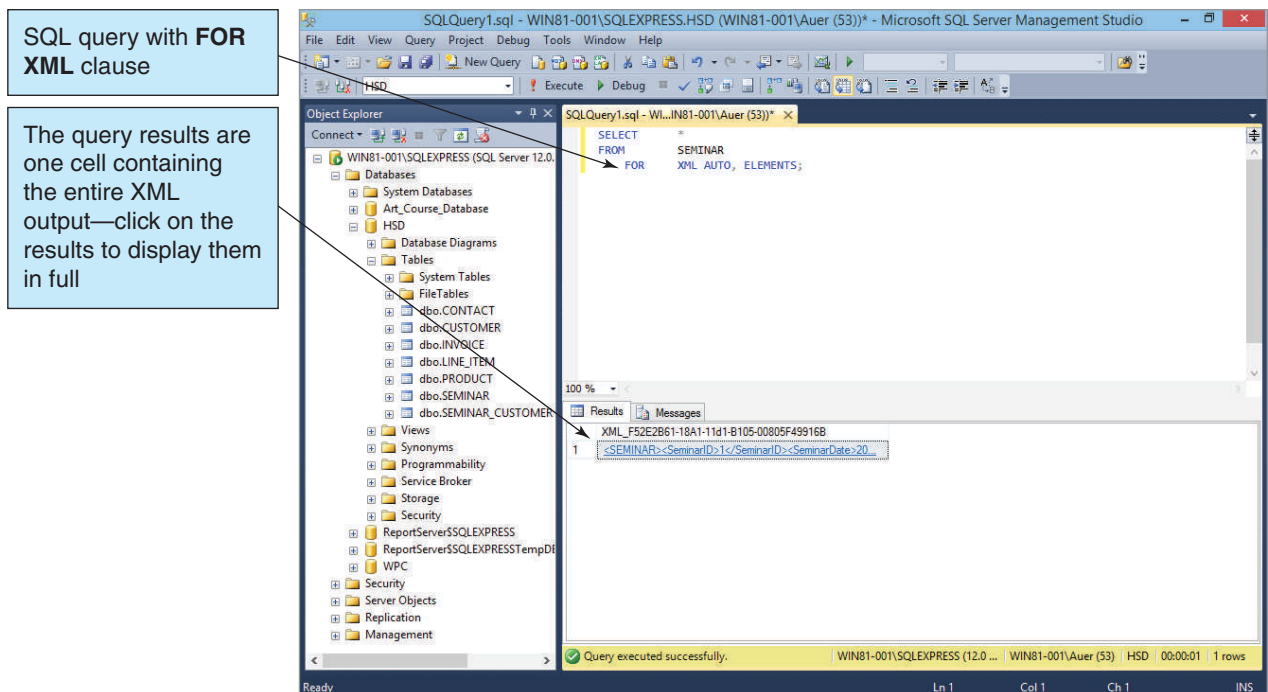 SQL query with FOR
XML clause
The query results are
one cell containing
the entire XML
output—click on the
results to display them
in full
SQLQuery1.sql - WIN81-001\SQLEXPRESS.HSD (WIN81-001\Auer (53))* - Microsoft SQL Server Management Studio
File Edit View Query Project Debug Tools Window Help
New Query
HSD
Execute Debug
Object Explorer
Connect
WIN81-001\SQLEXPRESS (SQL Server 12.0.
Databases
System Databases
Art_Course_Database
HSD
Database Diagrams
Tables
System Tables
FileTables
dbo.CONTACT
dbo.CUSTOMER
dbo.INVOICE
dbo.LINE_ITEM
dbo.PRODUCT
dbo.SEMINAR
dbo.SEMINAR_CUSTOMER
Views
Synonyms
Programmability
Service Broker
Storage
Security
ReportServer$SQLEXPRESS
ReportServer$SQLEXPRESSTempDB
WPC
Security
Server Objects
Replication
Management
SQLQuery1.sql - WI...IN81-001\Auer (53))*
SELECT *
FROM SEMINAR
FOR XML AUTO, ELEMENTS;
100 %
Results Messages
XML_F52E2B61-18A1-11d1-B105-00805F49916B
1 <SEMINAR><SeminarID>1</SeminarID><SeminarDate>20...
Query executed successfully. WIN81-001\SQLEXPRESS (12.0 ... WIN81-001\Auer (53) HSD 00:00:01 1 rows
Ready Ln 1 Col 1 Ch 1 INS